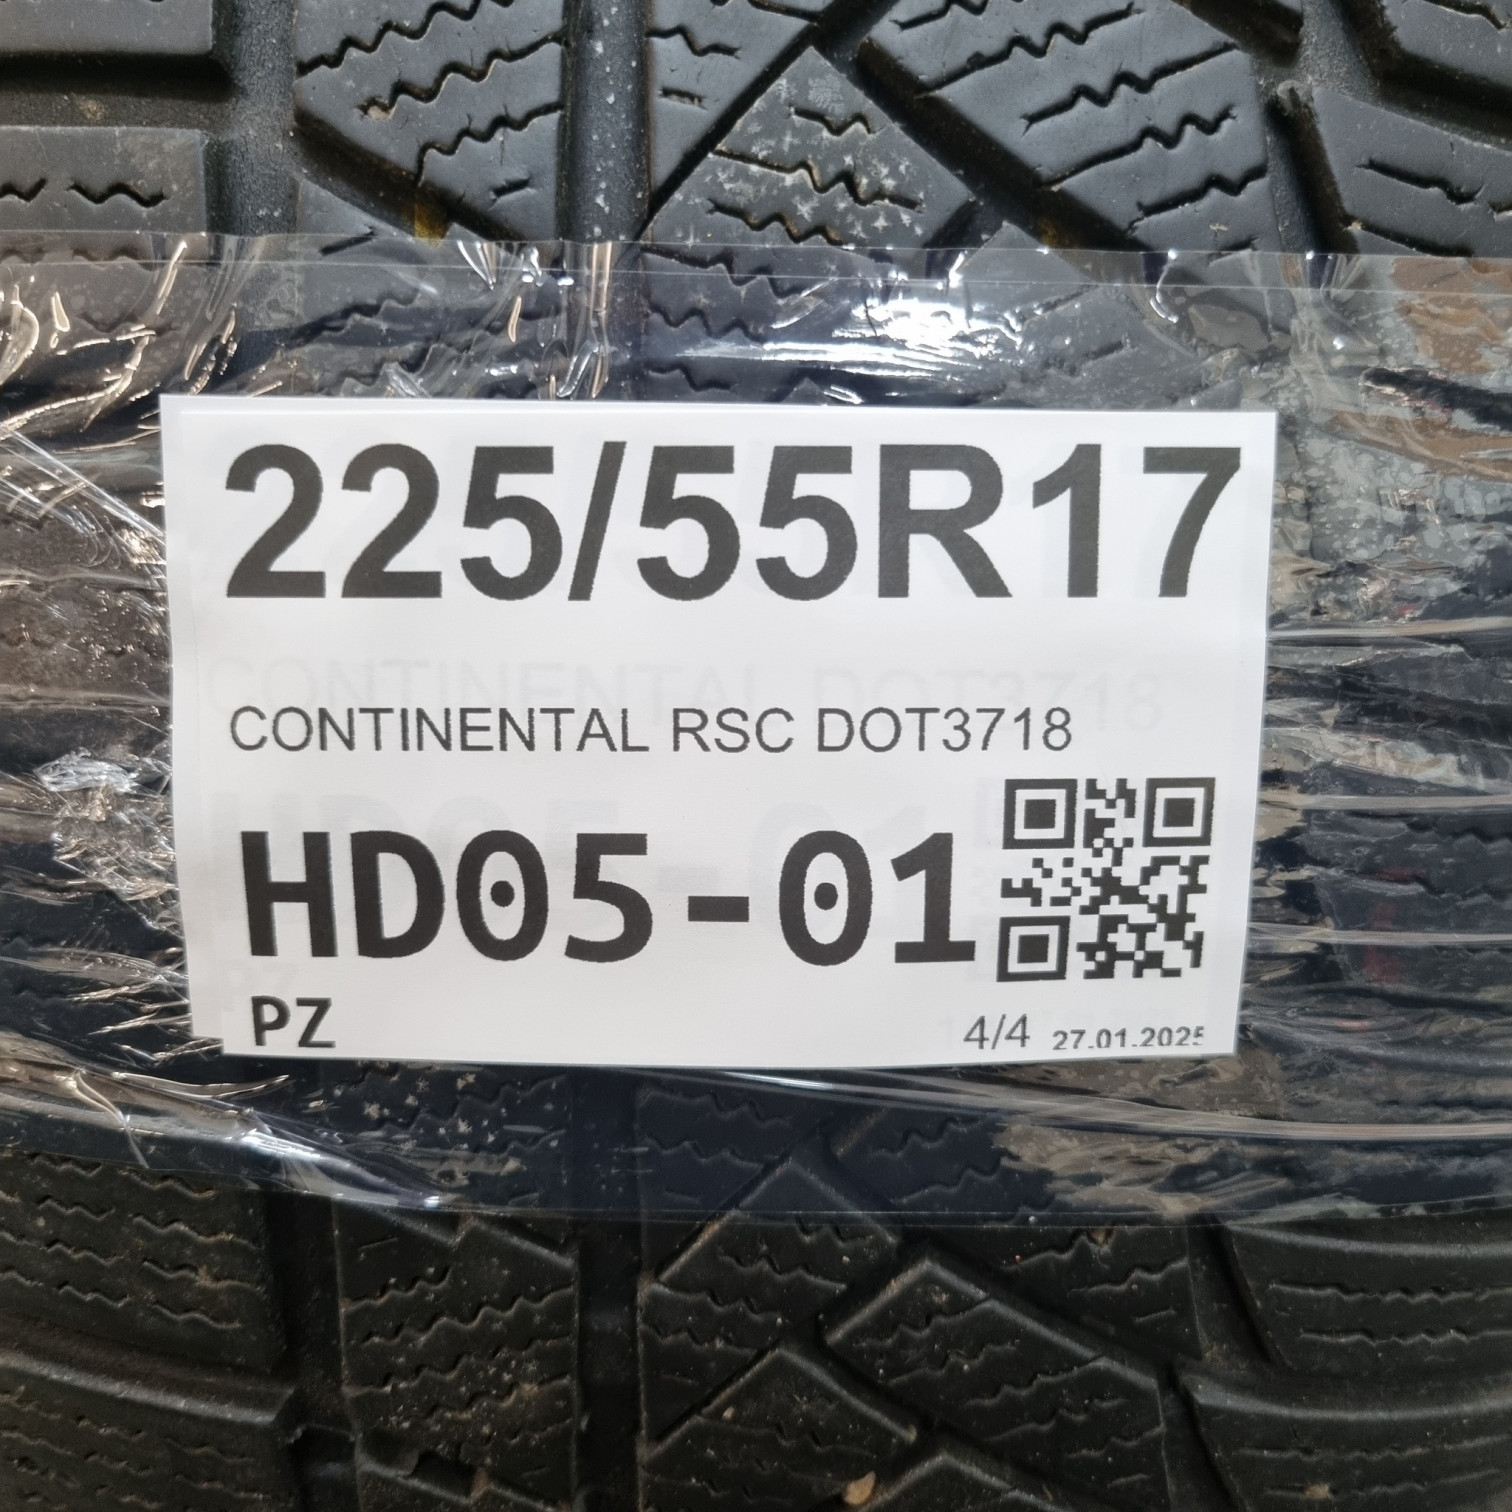 225/55R17
CONTINENTAL RSC DOT3718
HD05-01
PZ
4/4 27.01.2025